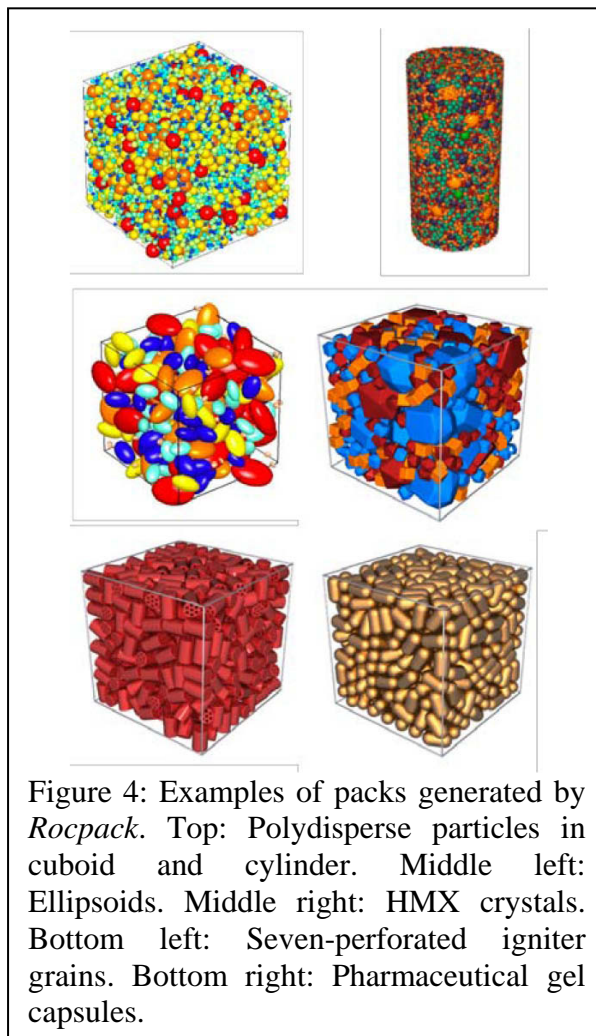 Figure 4: Examples of packs generated by
Rocpack. Top: Polydisperse particles in
cuboid and cylinder. Middle left:
Ellipsoids. Middle right: HMX crystals.
Bottom left: Seven-perforated igniter
grains. Bottom right: Pharmaceutical gel
capsules.